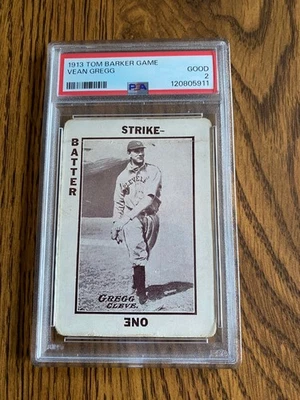 1913 TOM BARKER GAME
VEAN GREGG
GOOD
2
PSA
120805911
STRIKE-
BATTER
GREGG
CLEVE.
ONE